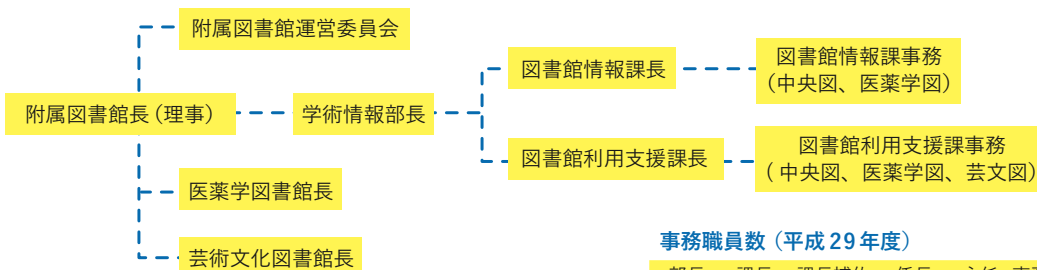 附属図書館運営委員会
図書館情報課長
図書館情報課事務
（中央図、医薬学図）
附属図書館長（理事）
学術情報部長
図書館利用支援課長
図書館利用支援課事務
（中央図、医薬学図、芸文図）
医薬学図書館長
芸術文化図書館長
事務職員数（平成29年度）